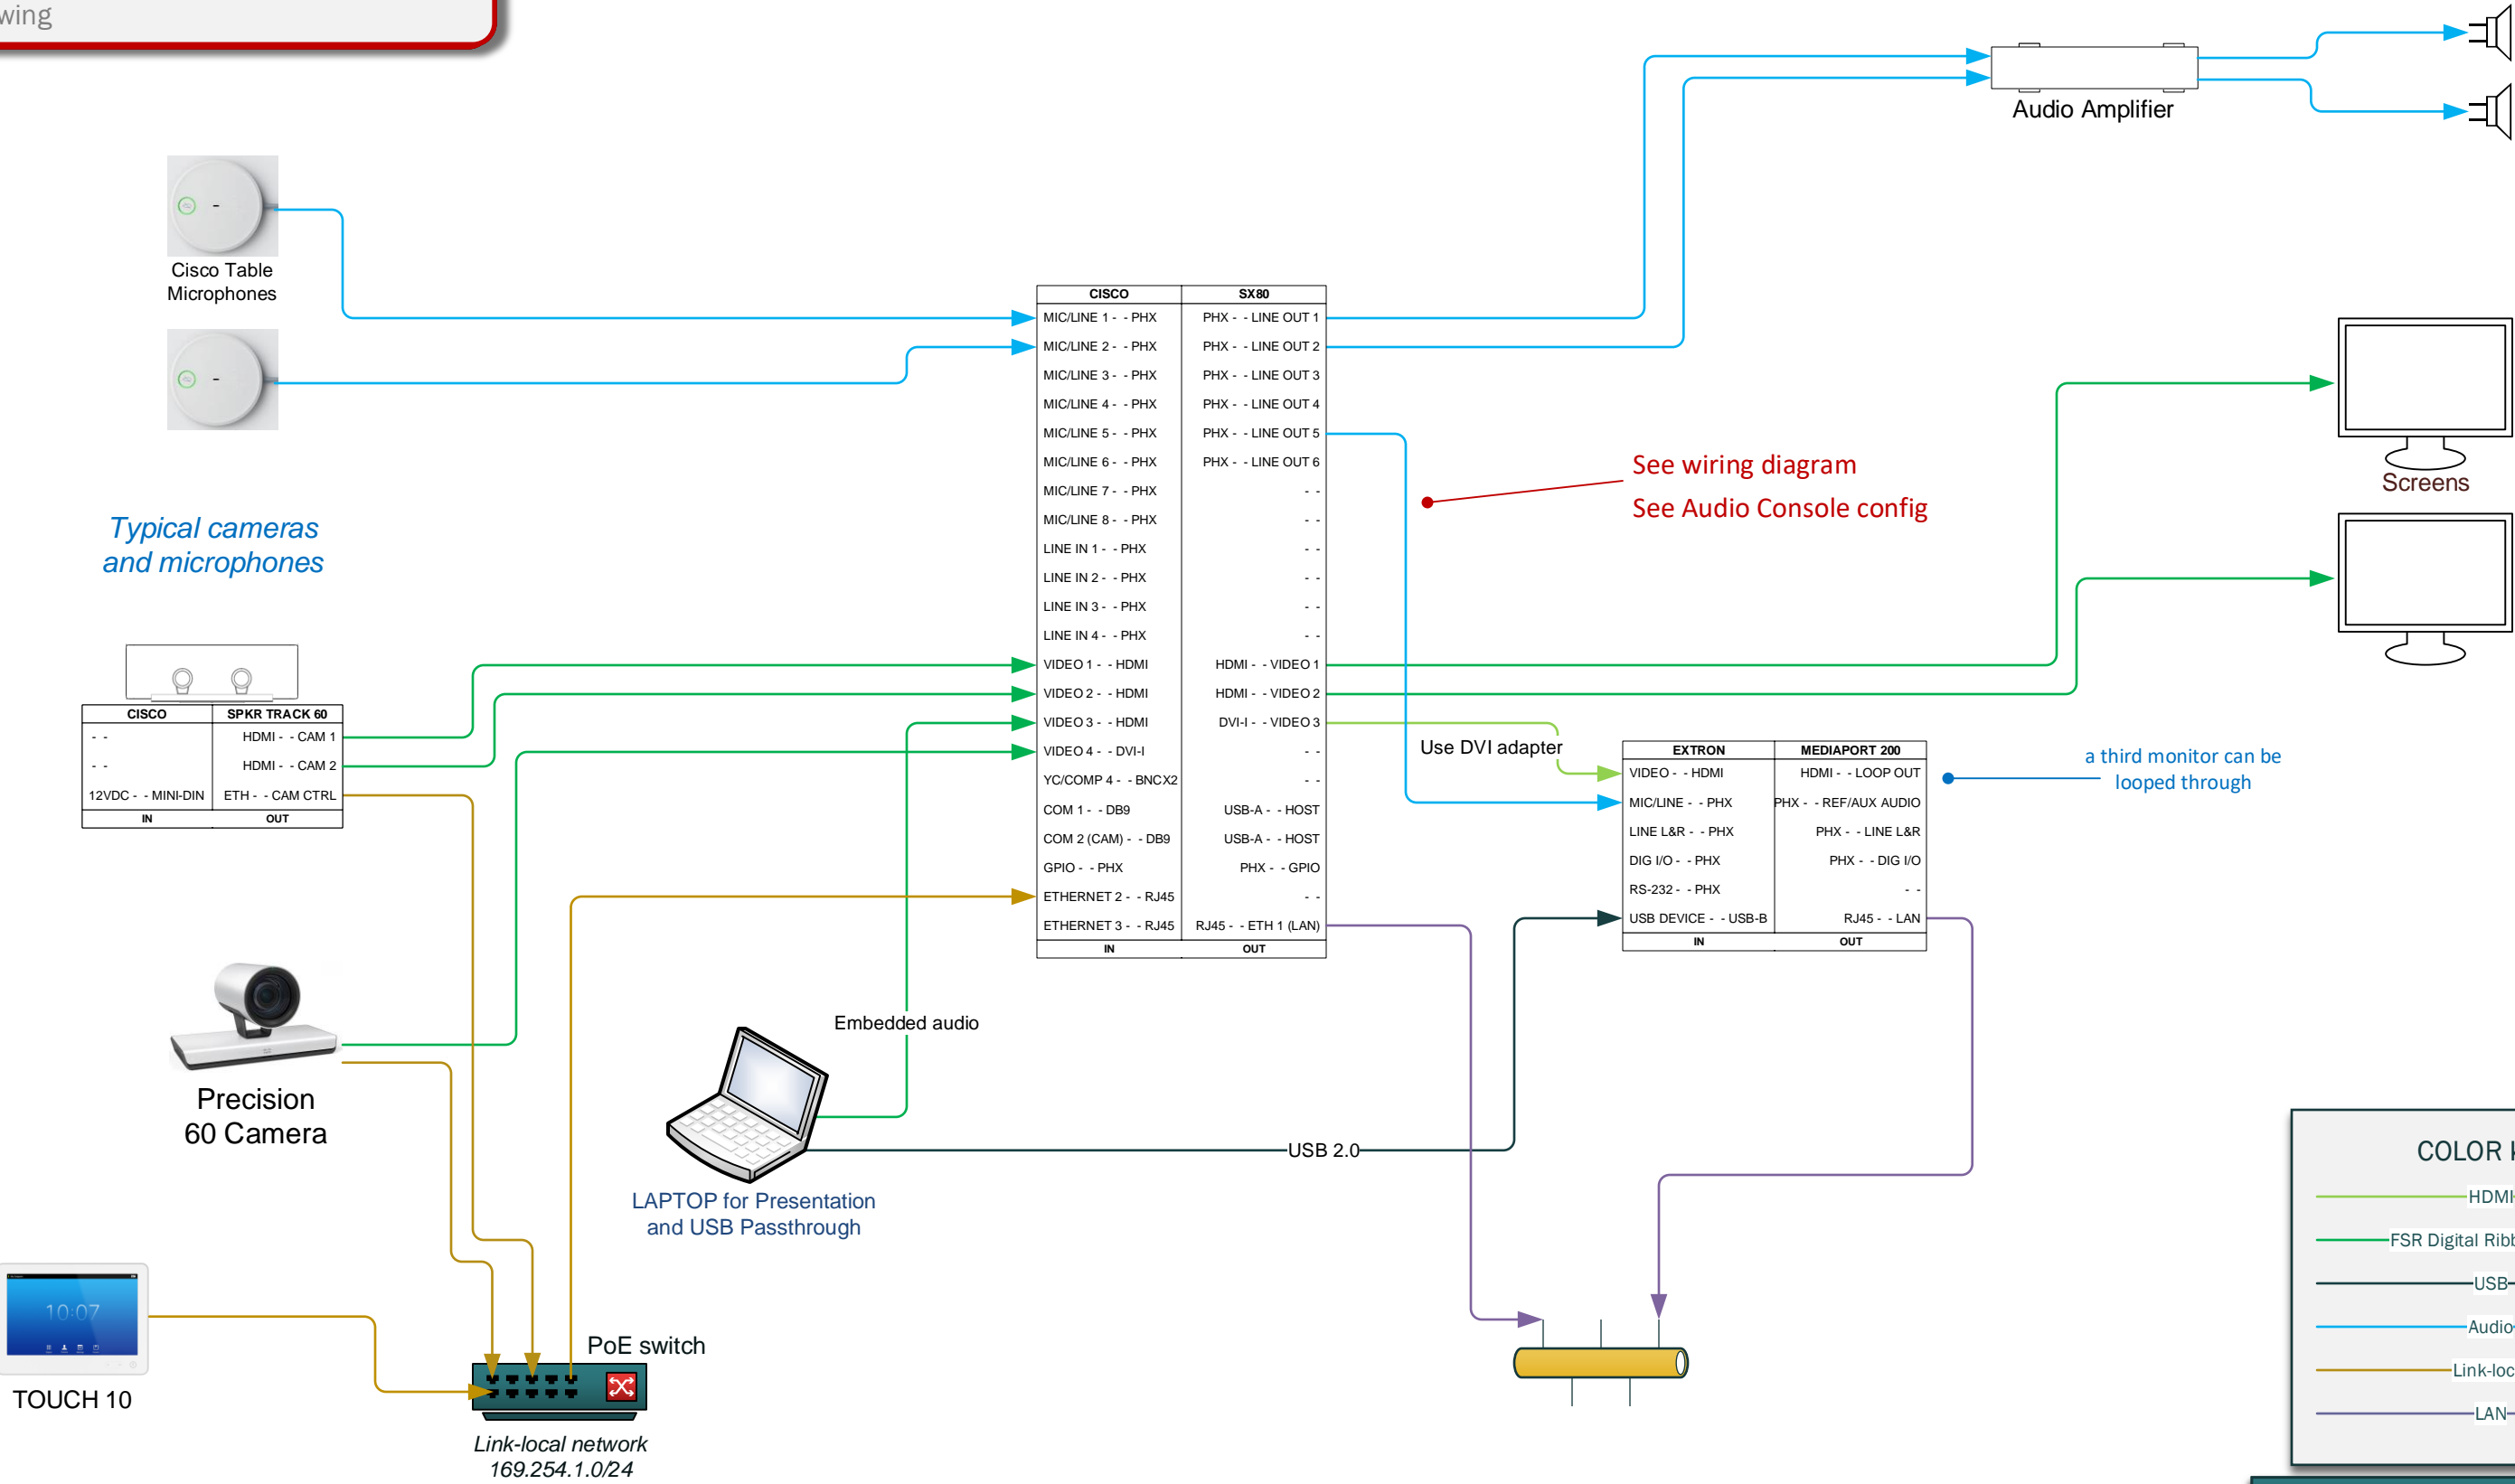 wing
Audio Amplifier
Cisco Table
Microphones
Typical cameras
and microphones
CISCO SX80
MIC/LINE 1 - - PHX PHX - - LINE OUT 1
MIC/LINE 2 - - PHX PHX - - LINE OUT 2
MIC/LINE 3 - - PHX PHX - - LINE OUT 3
MIC/LINE 4 - - PHX PHX - - LINE OUT 4
MIC/LINE 5 - - PHX PHX - - LINE OUT 5
MIC/LINE 6 - - PHX PHX - - LINE OUT 6
MIC/LINE 7 - - PHX - -
MIC/LINE 8 - - PHX - -
LINE IN 1 - - PHX - -
LINE IN 2 - - PHX - -
LINE IN 3 - - PHX - -
LINE IN 4 - - PHX - -
VIDEO 1 - - HDMI HDMI - - VIDEO 1
VIDEO 2 - - HDMI HDMI - - VIDEO 2
VIDEO 3 - - HDMI DVI-I - - VIDEO 3
VIDEO 4 - - DVI-I - -
YC/COMP 4 - - BNCX2 - -
COM 1 - - DB9 USB-A - - HOST
COM 2 (CAM) - - DB9 USB-A - - HOST
GPIO - - PHX PHX - - GPIO
ETHERNET 2 - - RJ45 - -
ETHERNET 3 - - RJ45 RJ45 - - ETH 1 (LAN)
IN OUT
See wiring diagram
See Audio Console config
Screens
CISCO SPKR TRACK 60
- - HDMI - - CAM 1
- - HDMI - - CAM 2
12VDC - - MINI-DIN ETH - - CAM CTRL
IN OUT
Use DVI adapter
EXTRON MEDIAPORT 200
VIDEO - - HDMI HDMI - - LOOP OUT
MIC/LINE - - PHX PHX - - REF/AUX AUDIO
LINE L&R - - PHX PHX - - LINE L&R
DIG I/O - - PHX PHX - - DIG I/O
RS-232 - - PHX - -
USB DEVICE - - USB-B RJ45 - - LAN
IN OUT
a third monitor can be
looped through
Precision
60 Camera
Embedded audio
USB 2.0
LAPTOP for Presentation
and USB Passthrough
10:07
TOUCH 10
PoE switch
Link-local network
169.254.1.0/24
COLOR
HDMI
FSR Digital Ribb
USB
Audio
Link-loc
LAN